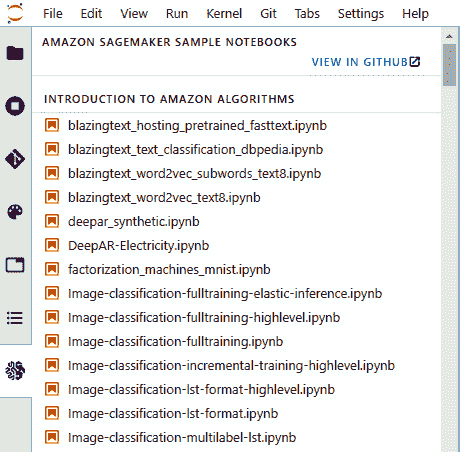 File Edit View Run Kernel Git Tabs Settings Help
AMAZON SAGEMAKER SAMPLE NOTEBOOKS
VIEW IN GITHUB
INTRODUCTION TO AMAZON ALGORITHMS
blazingtext_hosting_pretrained_fasttext.ipynb
blazingtext_text_classification_dbpedia.ipynb
blazingtext_word2vec_subwords_text8.ipynb
blazingtext_word2vec_text8.ipynb
deepar_synthetic.ipynb
DeepAR-Electricity.ipynb
factorization_machines_mnist.ipynb
Image-classification-fulltraining-elastic-inference.ipynb
Image-classification-fulltraining-highlevel.ipynb
Image-classification-fulltraining.ipynb
Image-classification-incremental-training-highlevel.ipynb
Image-classification-lst-format-highlevel.ipynb
Image-classification-lst-format.ipynb
Image-classification-multilabel-lst.ipynb